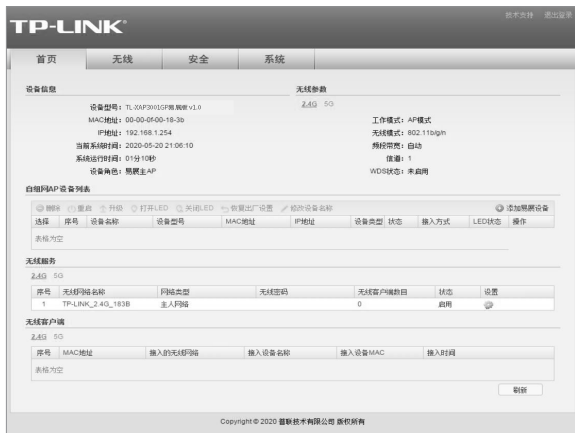 技术支持 退出登录
TP-LINK
首页 无线 安全 系统
设备信息
设备型号：TL-XAP3001GP易展版 v1.0
MAC地址：00-00-0f-00-18-3b
IP地址：192.168.1.254
当前系统时间：2020-05-20 21:06:10
系统运行时间：01分10秒
设备角色：易展主AP
无线参数
2.4G 5G
工作模式：AP模式
无线模式：802.11b/g/n
频段带宽：自动
信道：1
WDS状态：未启用
自组网AP设备列表
删除 重启 升级 打开LED 关闭LED 恢复出厂设置 修改设备名称 添加易展设备
选择 序号 设备名称 设备型号 MAC地址 IP地址 设备类型 状态 接入方式 LED状态 操作
表格为空
无线服务
2.4G 5G
序号 无线网络名称 网络类型 无线密码 无线客户端数目 状态 设置
1 TP-LINK_2.4G_183B 主人网络 0 启用
无线客户端
2.4G 5G
序号 MAC地址 接入的无线网络 接入设备名称 接入设备MAC 接入时间
表格为空
刷新
Copyright © 2020 普联技术有限公司 版权所有